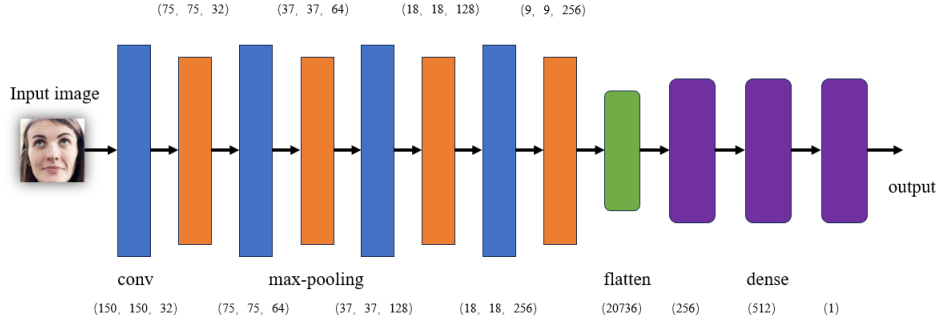 (75, 75, 32) (37, 37, 64) (18, 18, 128) (9, 9, 256)
Input image
output
conv max-pooling flatten dense
(150, 150, 32) (75, 75, 64) (37, 37, 128) (18, 18, 256) (20736) (256) (512) (1)